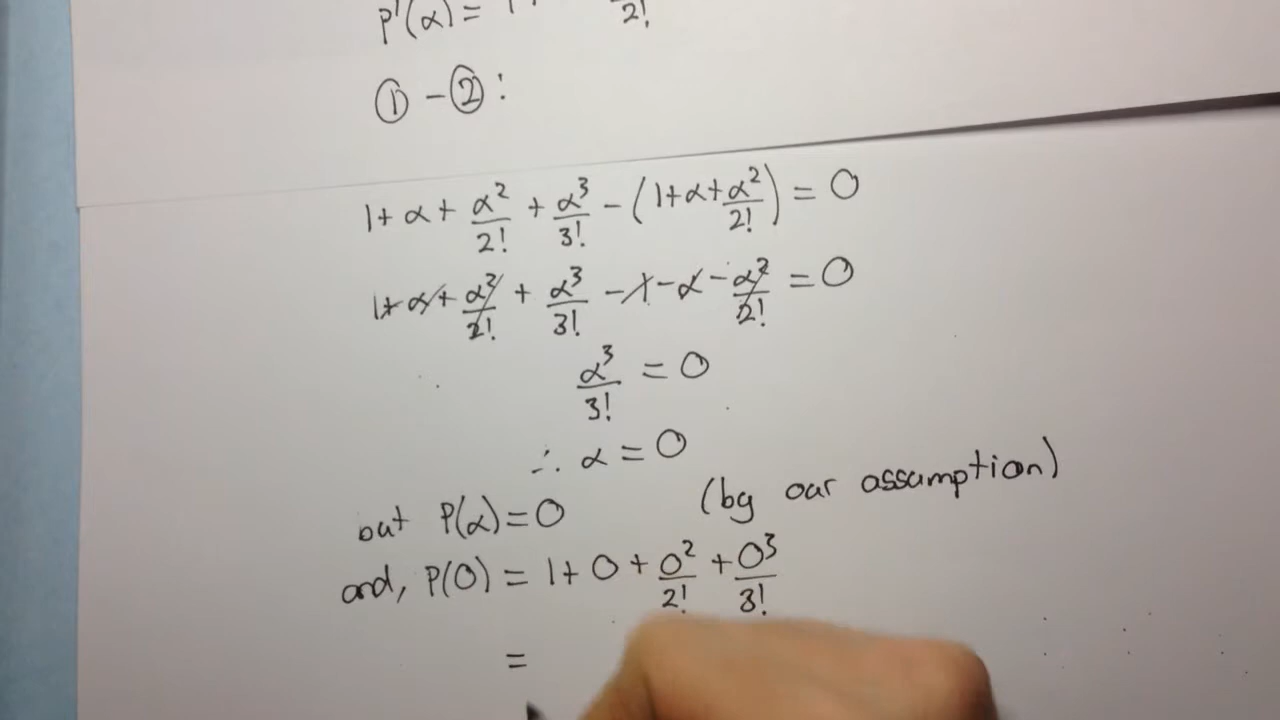 P'(α) = 1+ 2!
① - ② :
1 + α + α²/2! + α³/3! - (1+α+α²/2!) = 0
1 + α + α²/2! + α³/3! - 1 - α - α²/2! = 0
α³/3! = 0
∴ α = 0
but P(α) = 0 (by our assumption)
and, P(0) = 1 + 0 + 0²/2! + 0³/3!
=